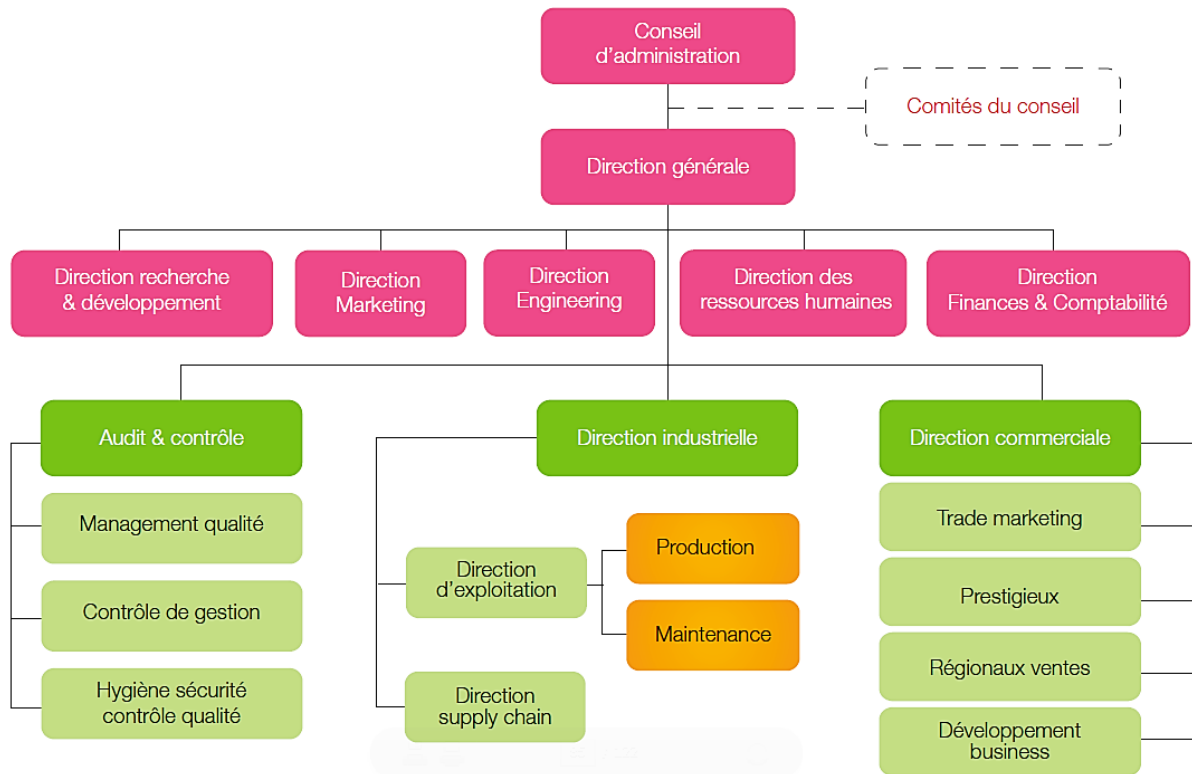 Conseil
d’administration
Comités du conseil
Direction générale
Direction recherche
& développement
Direction
Marketing
Direction
Engineering
Direction des
ressources humaines
Direction
Finances & Comptabilité
Audit & contrôle
Direction industrielle
Direction commerciale
Management qualité
Contrôle de gestion
Hygiène sécurité
contrôle qualité
Direction
d’exploitation
Production
Maintenance
Direction
supply chain
Trade marketing
Prestigieux
Régionaux ventes
Développement
business